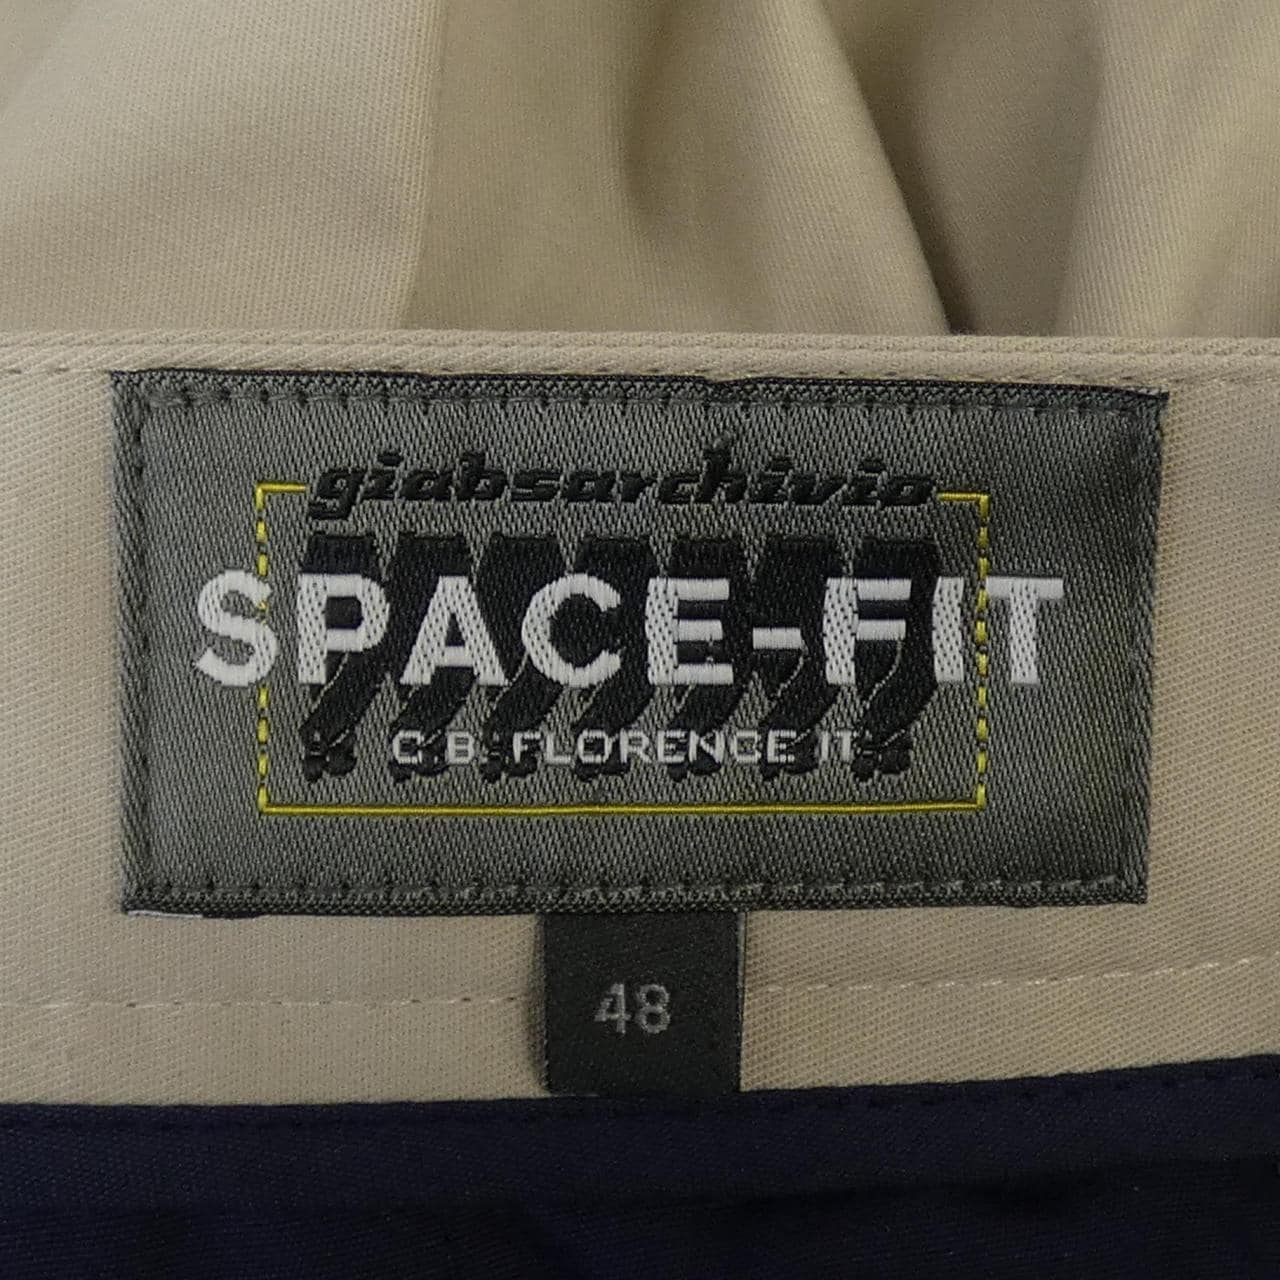 giabsarchivio
SPACE-FIT
C.B. FLORENCE IT
48